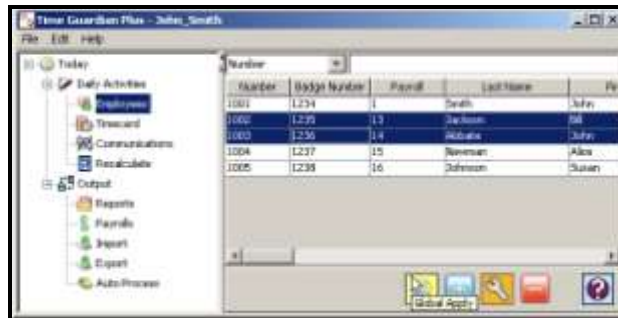 Time Guardian Plus - John_Smith
File Edit Help
Today
Daily Activities
Employees
Timecard
Communications
Recalculate
Output
Reports
Payrolls
Import
Export
Auto Process
Number
Number Badge Number Payroll Last Name
1001 1234 1 Smith John
1002 1235 13 Jackson Bill
1003 1236 14 Abbate John
1004 1237 15 Newman Alice
1005 1238 16 Johnson Susan
Global Apply